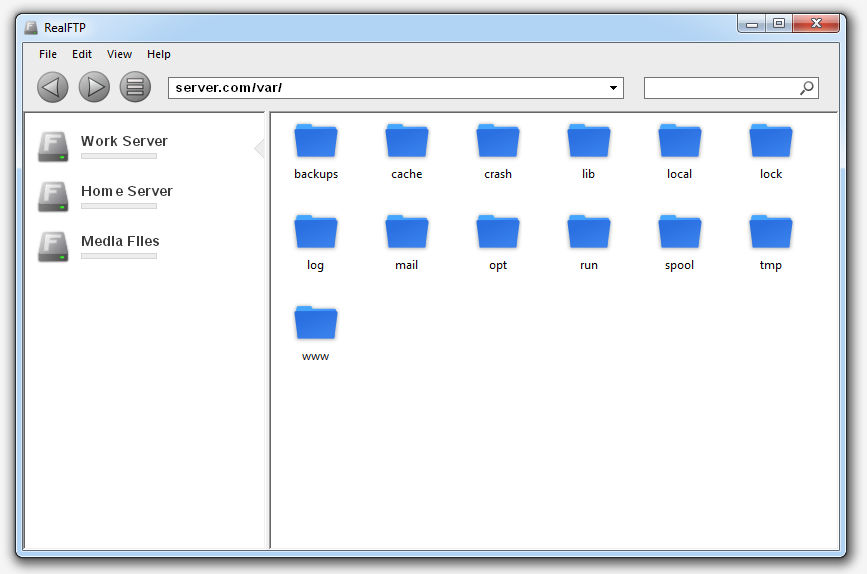 RealFTP
File Edit View Help
server.com/var/
Work Server
Home Server
Media Files
backups cache crash lib local lock
log mail opt run spool tmp
www